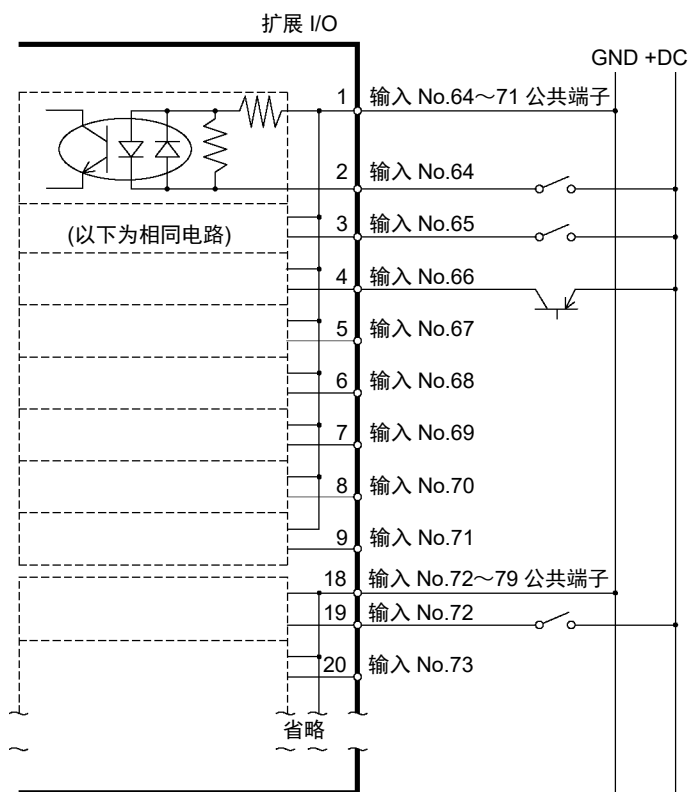 扩展 I/O
GND +DC
1 输入 No.64～71 公共端子
2 输入 No.64
3 输入 No.65
(以下为相同电路)
4 输入 No.66
5 输入 No.67
6 输入 No.68
7 输入 No.69
8 输入 No.70
9 输入 No.71
18 输入 No.72～79 公共端子
19 输入 No.72
20 输入 No.73
省略